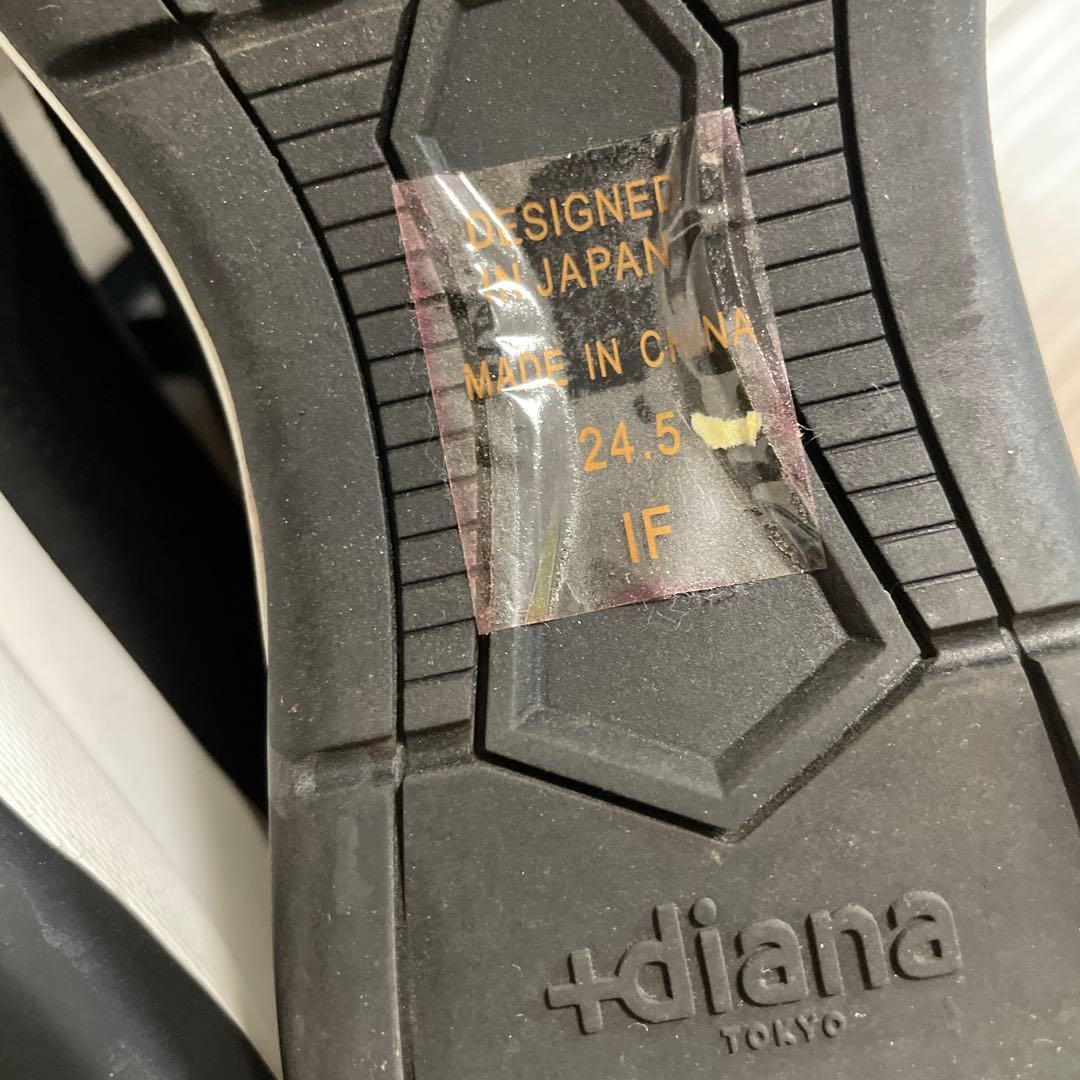 DESIGNED
IN JAPAN
MADE IN CHINA
24.5
IF
+diana
TOKYO